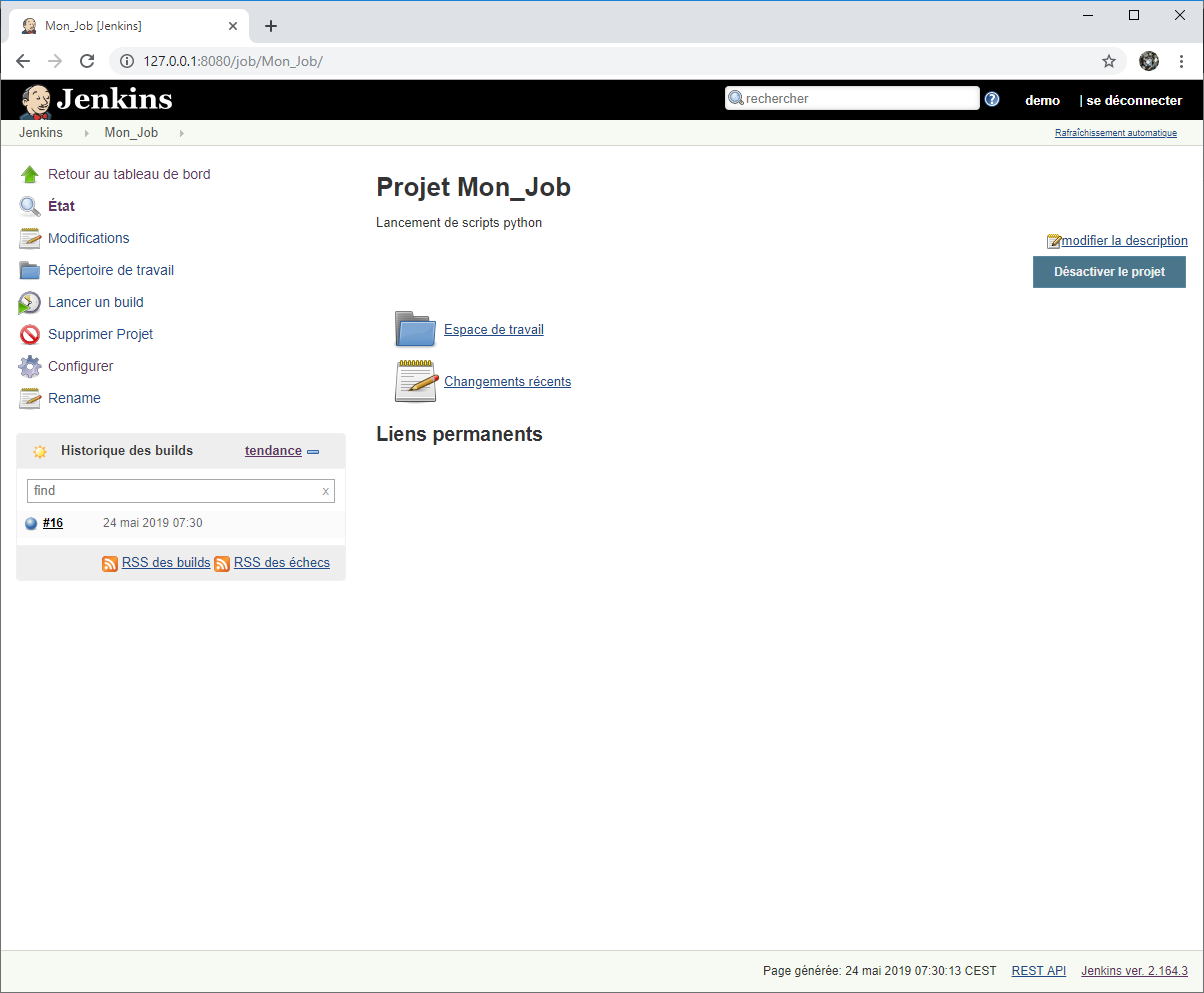 Mon_Job [Jenkins]
127.0.0.1:8080/job/Mon_Job/
Jenkins
rechercher
demo
| se déconnecter
Jenkins
Mon_Job
Rafraîchissement automatique
Retour au tableau de bord
État
Modifications
Répertoire de travail
Lancer un build
Supprimer Projet
Configurer
Rename
Historique des builds
tendance
find
x
#16
24 mai 2019 07:30
RSS des builds
RSS des échecs
Projet Mon_Job
Lancement de scripts python
modifier la description
Désactiver le projet
Espace de travail
Changements récents
Liens permanents
Page générée: 24 mai 2019 07:30:13 CEST
REST API
Jenkins ver. 2.164.3